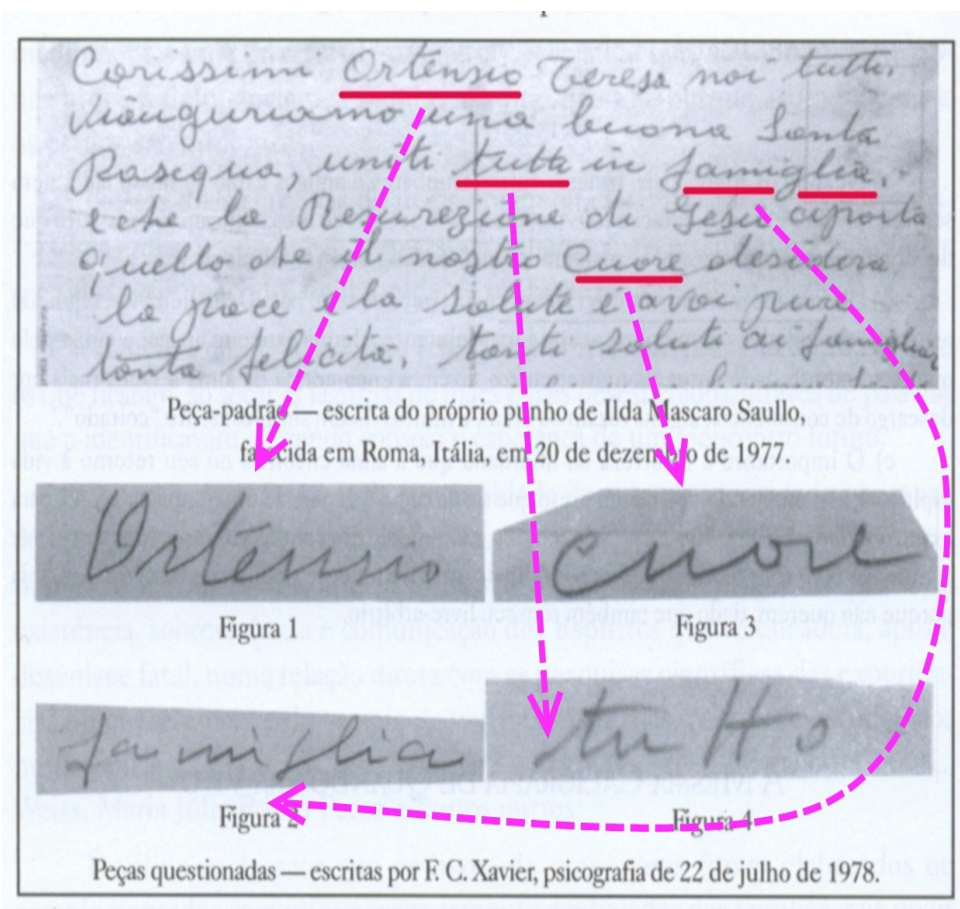 Carissimi Ortensio Teresa noi tutti,
viauguriamo una buona Santa
Pasequa, uniti tutti in famiglia.
che la Resurezione di Gesù ciporta
quello che il nostro Cuore desidera
la pace e la salute e avoi pure
tanta felicità, tanti saluti ai famiglia
Peça-padrão — escrita do próprio punho de Ilda Mascaro Saullo,
falecida em Roma, Itália, em 20 de dezembro de 1977.
Ortensio
cuore
Figura 1
Figura 3
famiglia
tutto
Figura 2
Figura 4
Peças questionadas — escritas por F. C. Xavier, psicografia de 22 de julho de 1978.